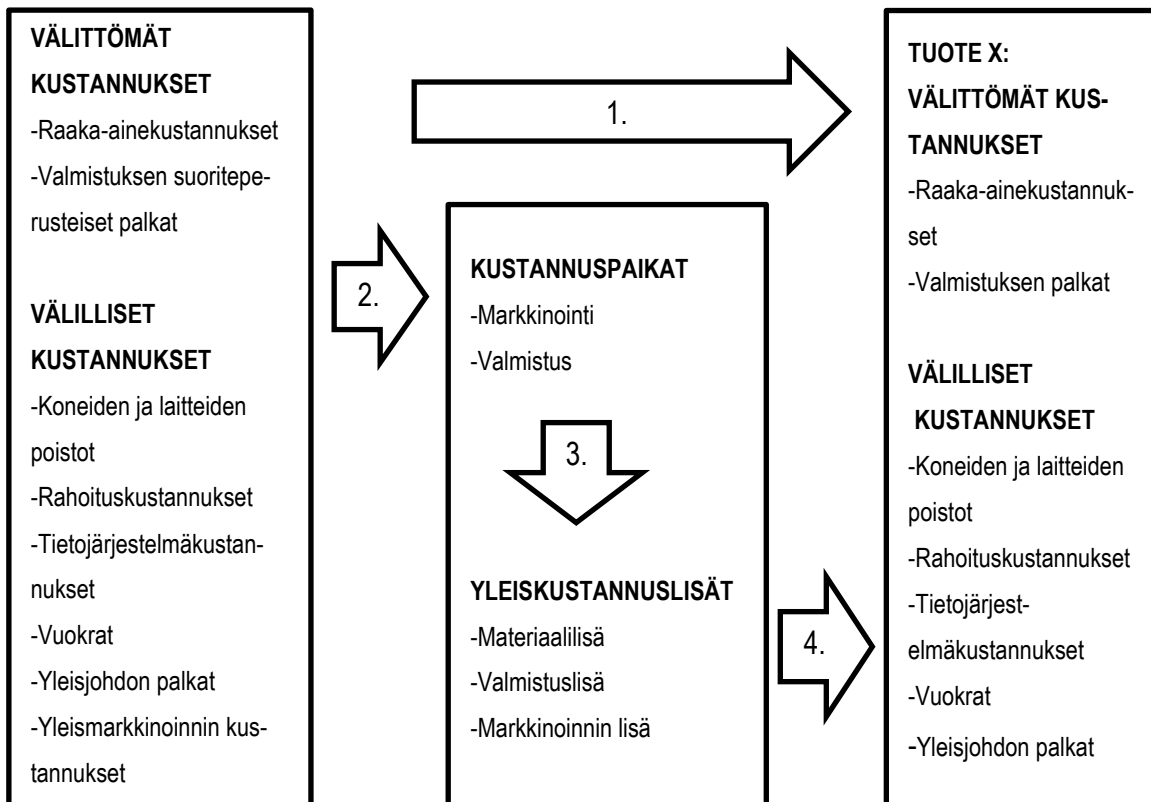 VÄLITTÖMÄT
KUSTANNUKSET
-Raaka-ainekustannukset
-Valmistuksen suoritepe-
rusteiset palkat
VÄLILLISET
KUSTANNUKSET
-Koneiden ja laitteiden
poistot
-Rahoituskustannukset
-Tietojärjestelmäkustan-
nukset
-Vuokrat
-Yleisjohdon palkat
-Yleismarkkinoinnin kus-
tannukset
1.
2.
KUSTANNUSPAIKAT
-Markkinointi
-Valmistus
3.
YLEISKUSTANNUSLISÄT
-Materiaalilisä
-Valmistuslisä
-Markkinoinnin lisä
4.
TUOTE X:
VÄLITTÖMÄT KUS-
TANNUKSET
-Raaka-ainekustannuk-
set
-Valmistuksen palkat
VÄLILLISET
KUSTANNUKSET
-Koneiden ja laitteiden
poistot
-Rahoituskustannukset
-Tietojärjest-
elmäkustannukset
-Vuokrat
-Yleisjohdon palkat